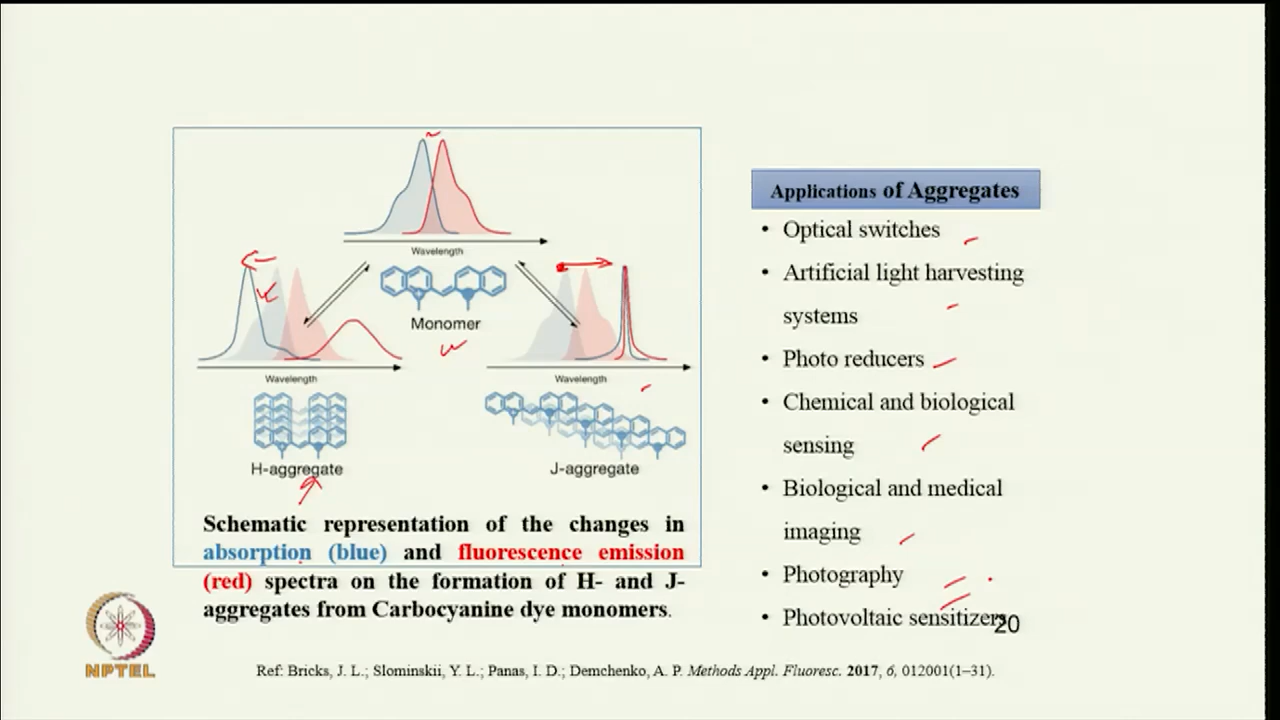 Wavelength
Monomer
Wavelength
H-aggregate
Wavelength
J-aggregate
Schematic representation of the changes in
absorption (blue) and fluorescence emission
(red) spectra on the formation of H- and J-
aggregates from Carbocyanine dye monomers.
Applications of Aggregates
• Optical switches
• Artificial light harvesting
systems
• Photo reducers
• Chemical and biological
sensing
• Biological and medical
imaging
• Photography
• Photovoltaic sensitizers
20
NPTEL
Ref: Bricks, J. L.; Slominskii, Y. L.; Panas, I. D.; Demchenko, A. P. Methods Appl. Fluoresc. 2017, 6, 012001(1–31).